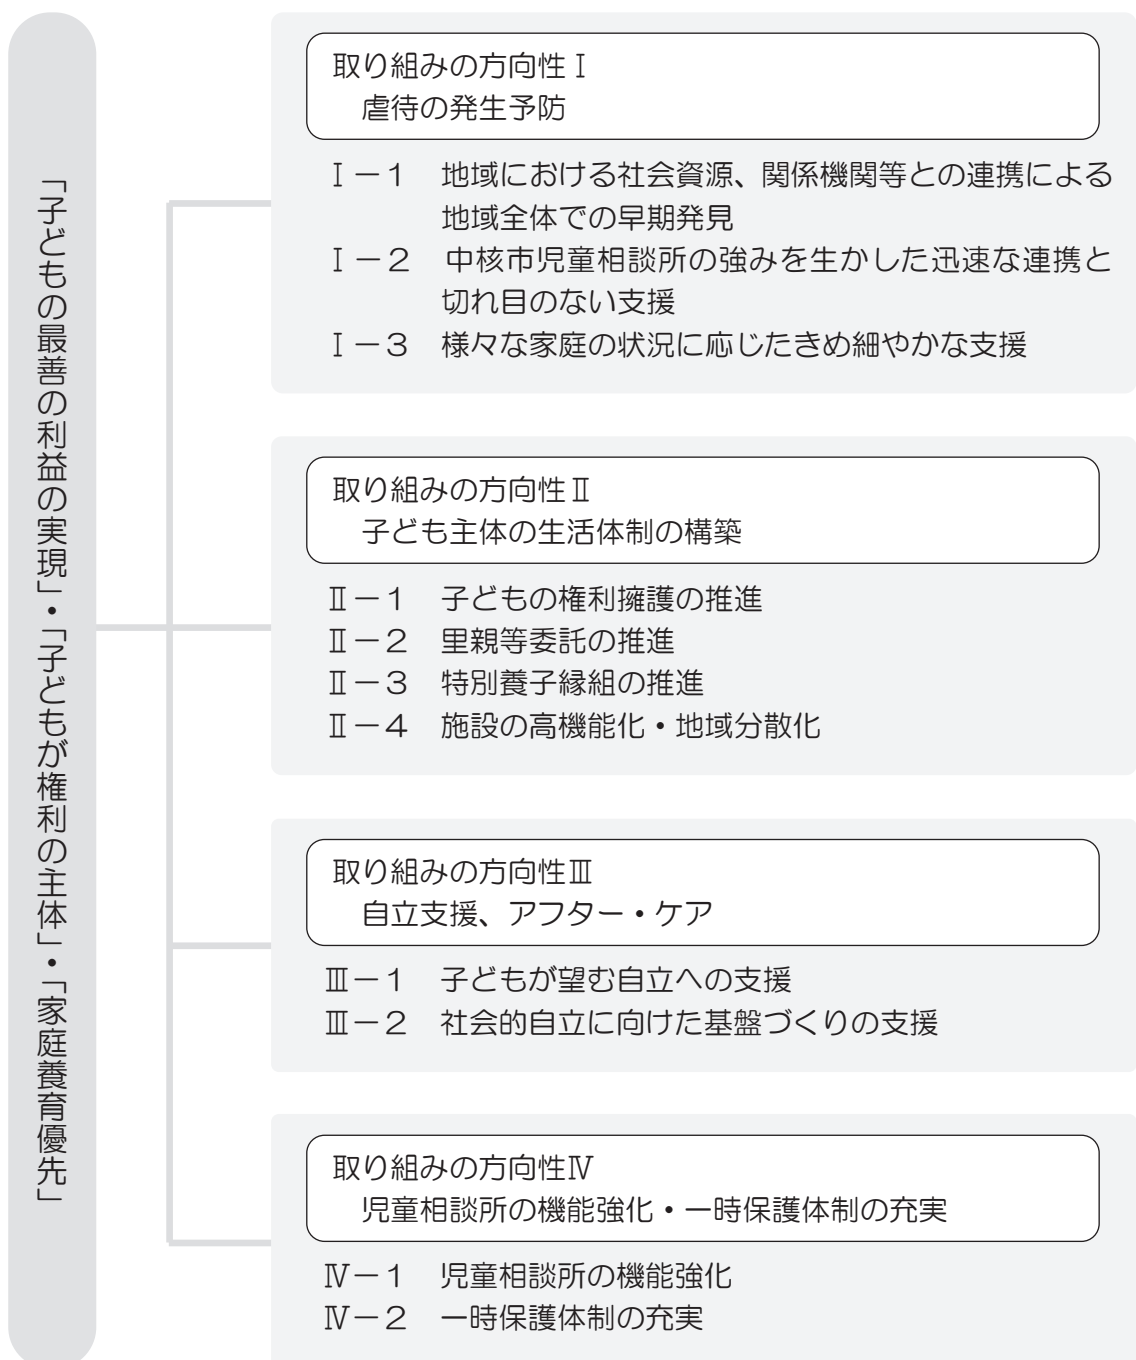 「子どもの最善の利益の実現」・「子どもが権利の主体」・「家庭養育優先」
取り組みの方向性Ⅰ
虐待の発生予防
Ⅰ－１　地域における社会資源、関係機関等との連携による
地域全体での早期発見
Ⅰ－２　中核市児童相談所の強みを生かした迅速な連携と
切れ目のない支援
Ⅰ－３　様々な家庭の状況に応じたきめ細やかな支援
取り組みの方向性Ⅱ
子ども主体の生活体制の構築
Ⅱ－１　子どもの権利擁護の推進
Ⅱ－２　里親等委託の推進
Ⅱ－３　特別養子縁組の推進
Ⅱ－４　施設の高機能化・地域分散化
取り組みの方向性Ⅲ
自立支援、アフター・ケア
Ⅲ－１　子どもが望む自立への支援
Ⅲ－２　社会的自立に向けた基盤づくりの支援
取り組みの方向性Ⅳ
児童相談所の機能強化・一時保護体制の充実
Ⅳ－１　児童相談所の機能強化
Ⅳ－２　一時保護体制の充実